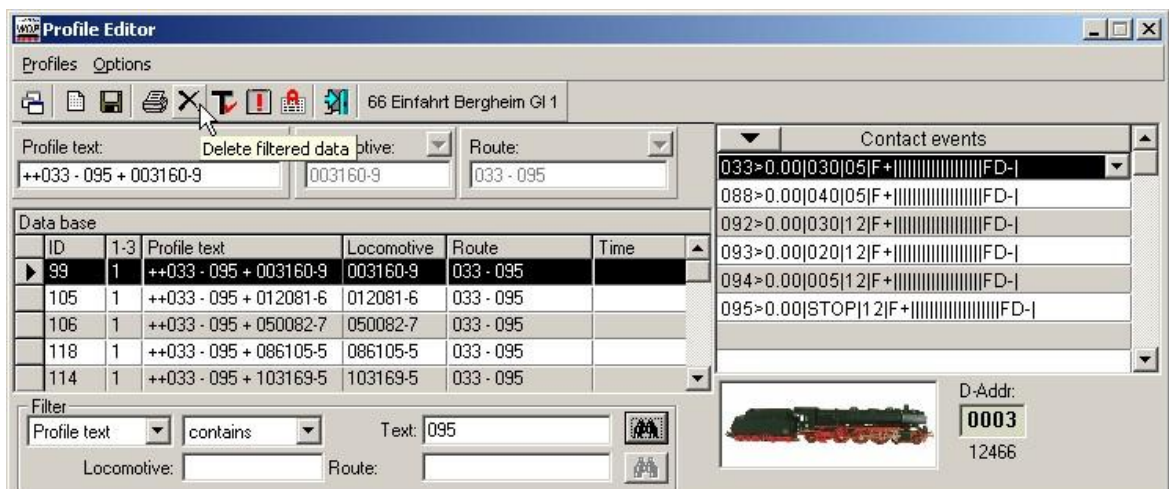 WDP Profile Editor
Profiles Options
66 Einfahrt Bergheim Gl 1
Profile text:
Delete filtered data
otive:
Route:
++033 - 095 + 003160-9
003160-9
033 - 095
Data base
ID 1-3 Profile text Locomotive Route Time
99 1 ++033 - 095 + 003160-9 003160-9 033 - 095
105 1 ++033 - 095 + 012081-6 012081-6 033 - 095
106 1 ++033 - 095 + 050082-7 050082-7 033 - 095
118 1 ++033 - 095 + 086105-5 086105-5 033 - 095
114 1 ++033 - 095 + 103169-5 103169-5 033 - 095
Filter
Profile text contains Text: 095
Locomotive: Route:
Contact events
033>0.00|030|05|F+||||||||||||||||||||FD-|
088>0.00|040|05|F+||||||||||||||||||||FD-|
092>0.00|030|12|F+||||||||||||||||||||FD-|
093>0.00|020|12|F+||||||||||||||||||||FD-|
094>0.00|005|12|F+||||||||||||||||||||FD-|
095>0.00|STOP|12|F+||||||||||||||||||||FD-|
D-Addr:
0003
12466